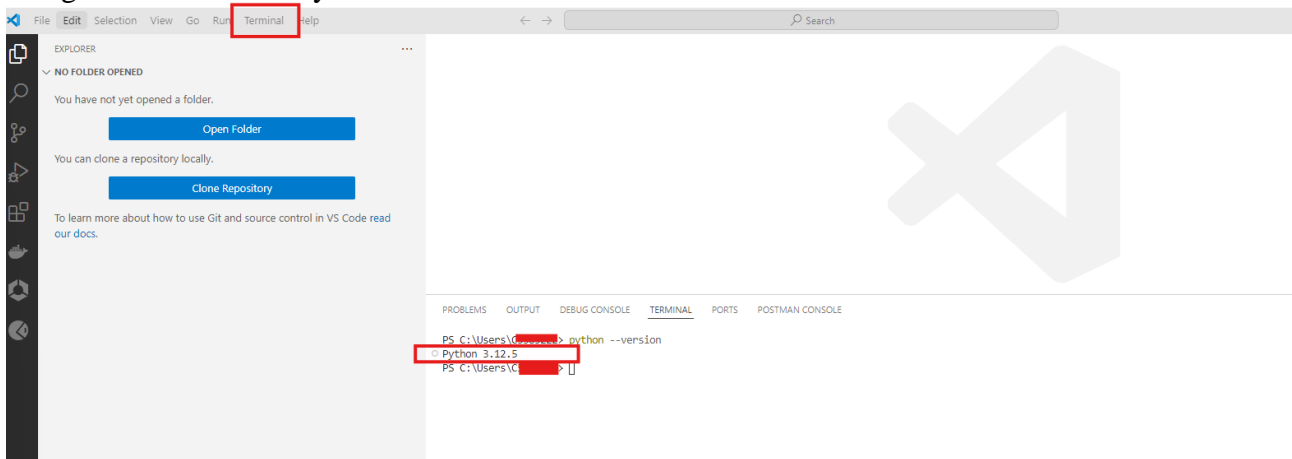 File Edit Selection View Go Run Terminal Help
Search
EXPLORER
NO FOLDER OPENED
You have not yet opened a folder.
Open Folder
You can clone a repository locally.
Clone Repository
To learn more about how to use Git and source control in VS Code read
our docs.
PROBLEMS OUTPUT DEBUG CONSOLE TERMINAL PORTS POSTMAN CONSOLE
PS C:\Users\ > python --version
Python 3.12.5
PS C:\Users\C >